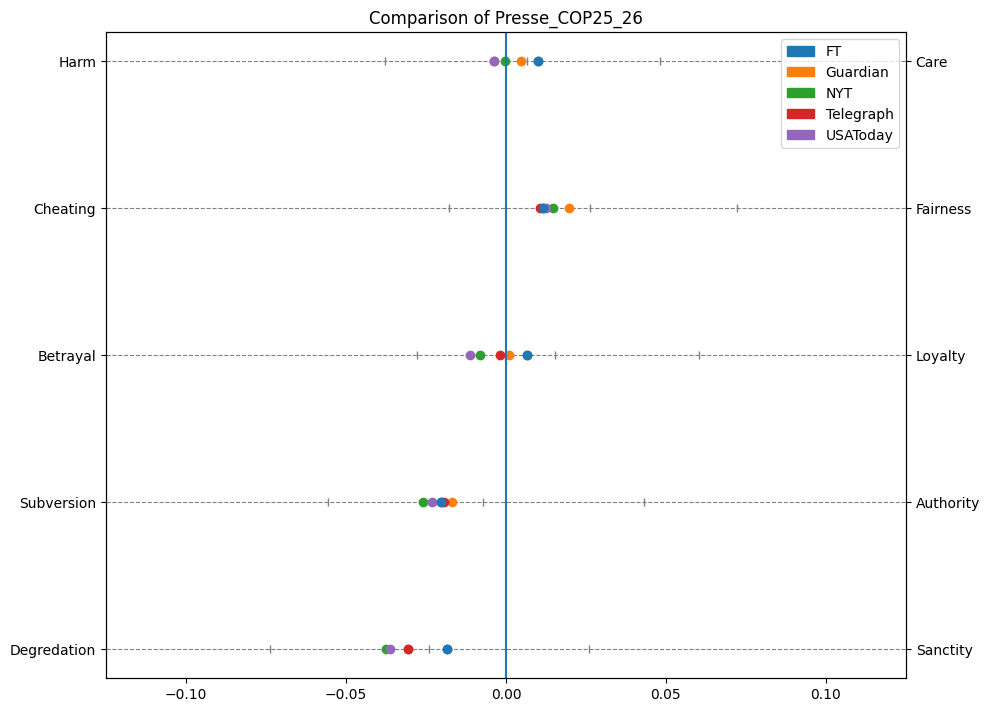 Comparison of Presse_COP25_26
Harm
Care
FT
Guardian
NYT
Telegraph
USAToday
Cheating
Fairness
Betrayal
Loyalty
Subversion
Authority
Degredation
Sanctity
−0.10
−0.05
0.00
0.05
0.10